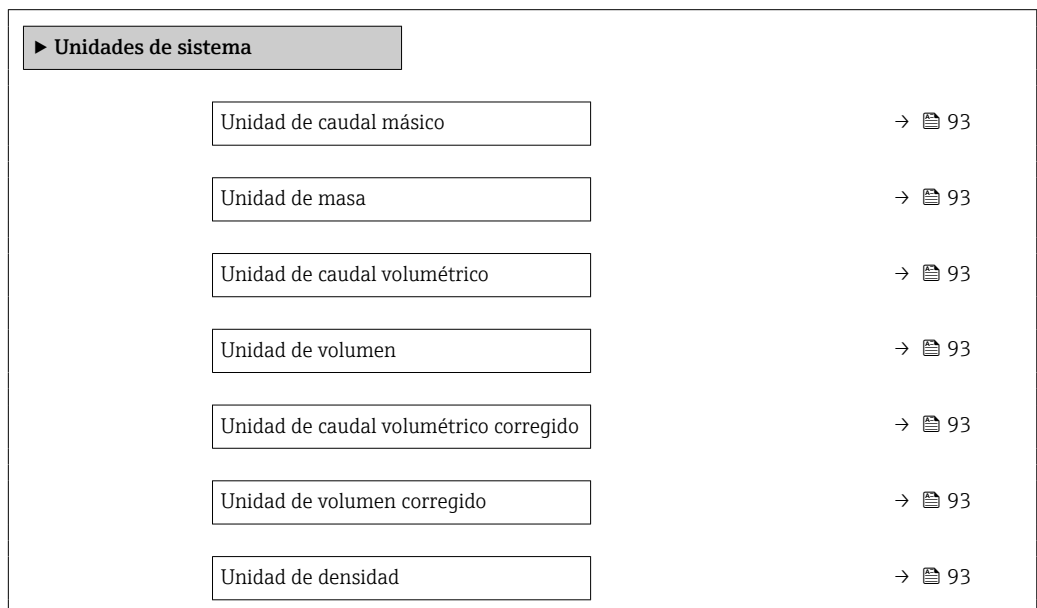 ▶ Unidades de sistema
Unidad de caudal másico → 93
Unidad de masa → 93
Unidad de caudal volumétrico → 93
Unidad de volumen → 93
Unidad de caudal volumétrico corregido → 93
Unidad de volumen corregido → 93
Unidad de densidad → 93